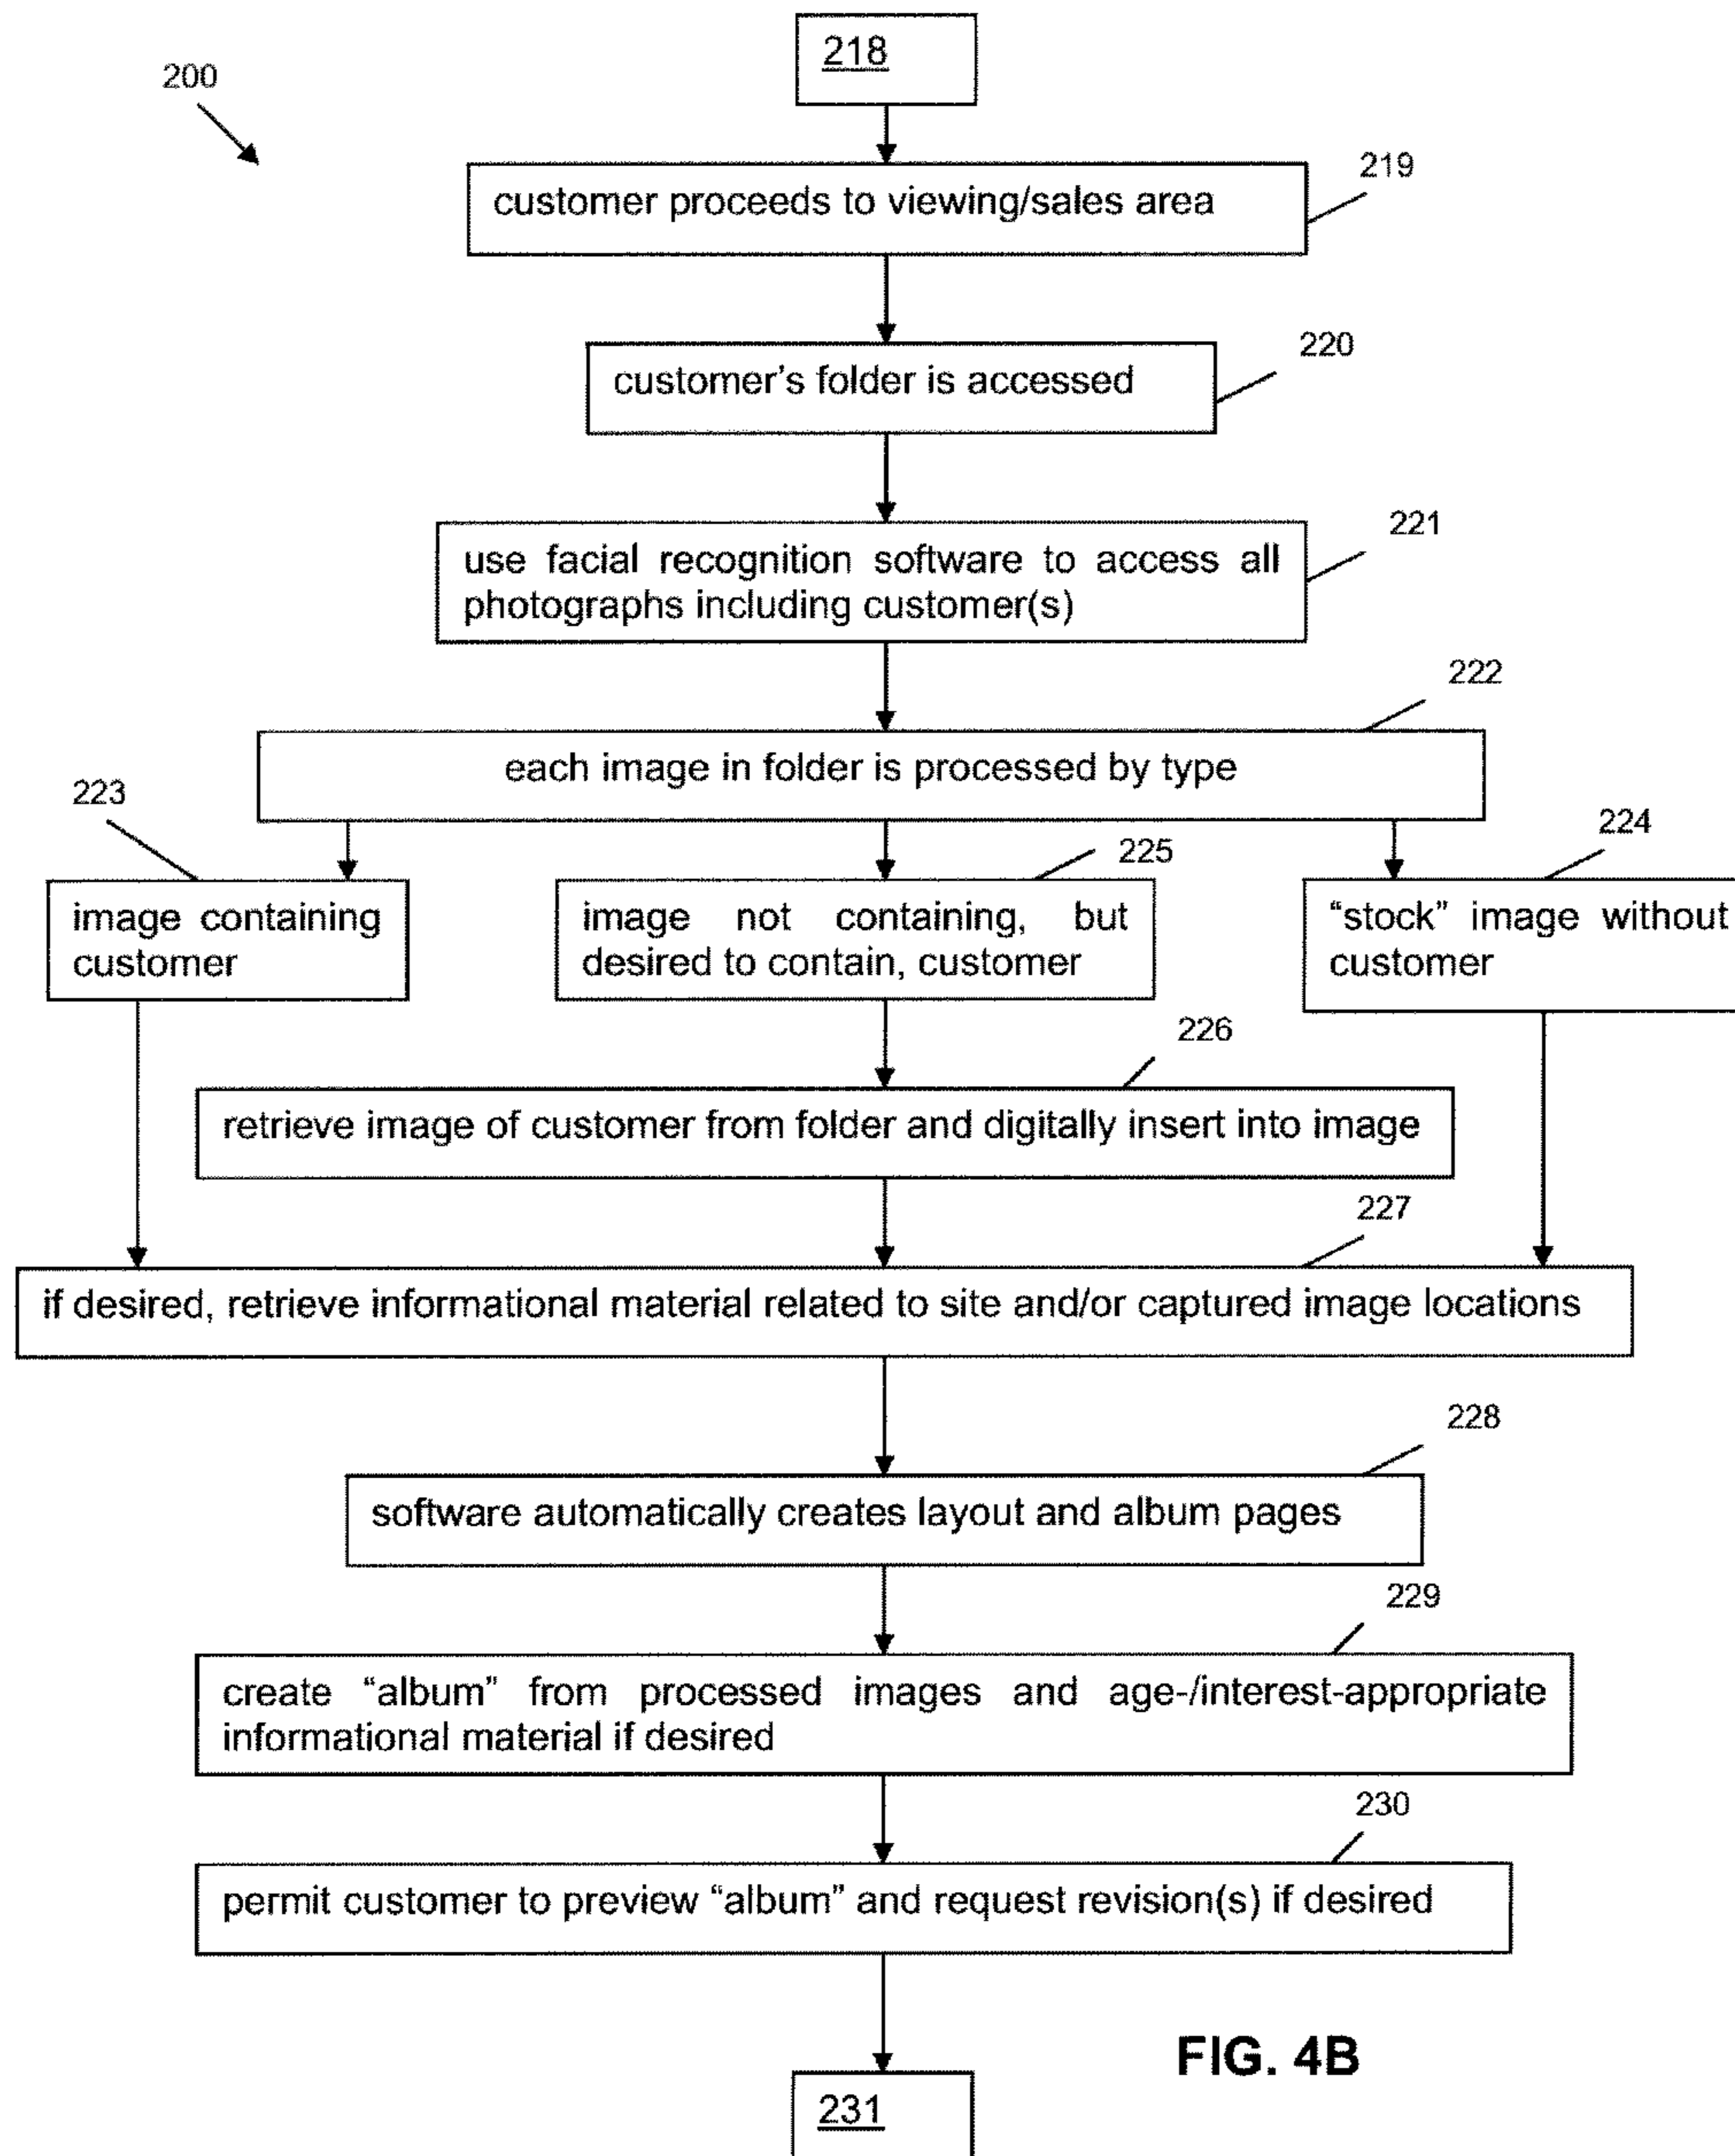 218
200
219
customer proceeds to viewing/sales area
220
customer's folder is accessed
221
use facial recognition software to access all
photographs including customer(s)
222
each image in folder is processed by type
223
225
224
image containing
customer
image not containing, but
desired to contain, customer
“stock” image without
customer
226
retrieve image of customer from folder and digitally insert into image
227
if desired, retrieve informational material related to site and/or captured image locations
228
software automatically creates layout and album pages
229
create “album” from processed images and age-/interest-appropriate
informational material if desired
230
permit customer to preview “album” and request revision(s) if desired
FIG. 4B
231